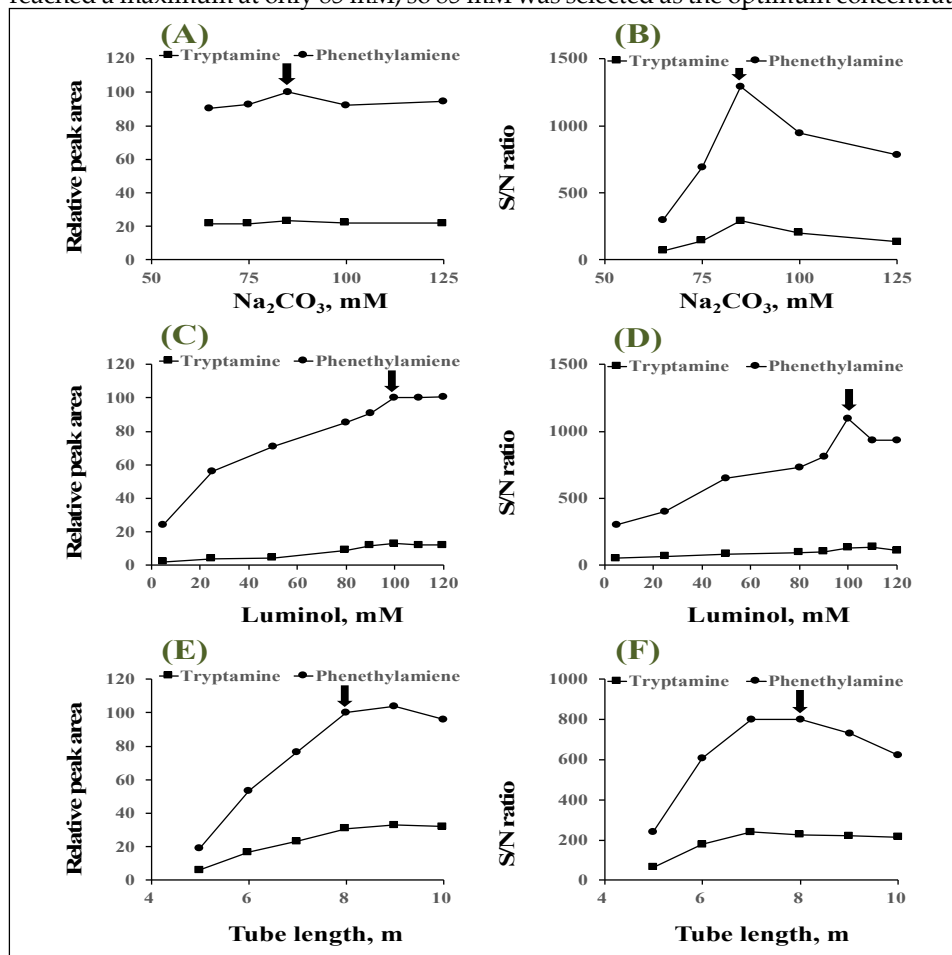 reached a maximum at only 85 mM, so 85 mM was selected as the optimum concentrat
(A)
Tryptamine Phenethylamiene
120
100
80
60
40
20
0
50 75 100 125
Relative peak area
Na₂CO₃, mM
(B)
Tryptamine Phenethylamine
1500
1000
500
0
50 75 100 125
S/N ratio
Na₂CO₃, mM
(C)
Tryptamine Phenethylamiene
120
100
80
60
40
20
0
0 20 40 60 80 100 120
Relative peak area
Luminol, mM
(D)
Tryptamine Phenethylamine
1500
1000
500
0
0 20 40 60 80 100 120
S/N ratio
Luminol, mM
(E)
Tryptamine Phenethylamiene
120
100
80
60
40
20
0
4 6 8 10
Relative peak area
Tube length, m
(F)
Tryptamine Phenethylamine
1000
800
600
400
200
0
4 6 8 10
S/N ratio
Tube length, m